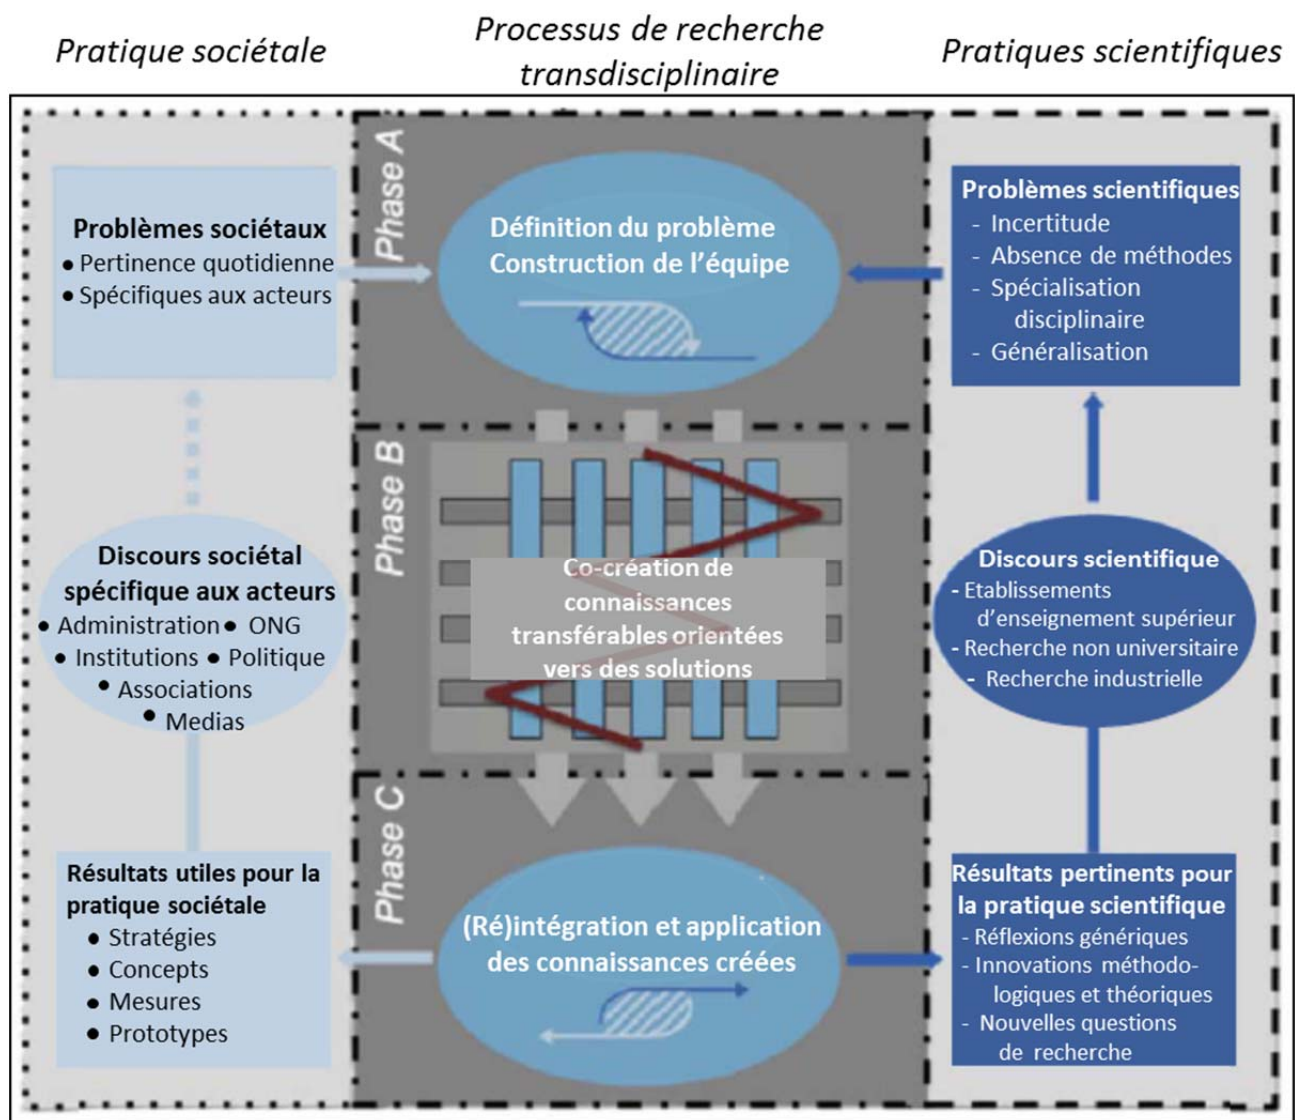 Pratique sociétale
Processus de recherche
transdisciplinaire
Pratiques scientifiques
Problèmes sociétaux
• Pertinence quotidienne
• Spécifiques aux acteurs
Phase A
Définition du problème
Construction de l'équipe
Problèmes scientifiques
- Incertitude
- Absence de méthodes
- Spécialisation
disciplinaire
- Généralisation
Discours sociétal
spécifique aux acteurs
• Administration • ONG
• Institutions • Politique
• Associations
• Medias
Phase B
Co-création de
connaissances
transférables orientées
vers des solutions
Discours scientifique
- Etablissements
d'enseignement supérieur
- Recherche non universitaire
- Recherche industrielle
Résultats utiles pour la
pratique sociétale
• Stratégies
• Concepts
• Mesures
• Prototypes
Phase C
(Ré)intégration et application
des connaissances créées
Résultats pertinents pour
la pratique scientifique
- Réflexions génériques
- Innovations méthodo-
logiques et théoriques
- Nouvelles questions
de recherche